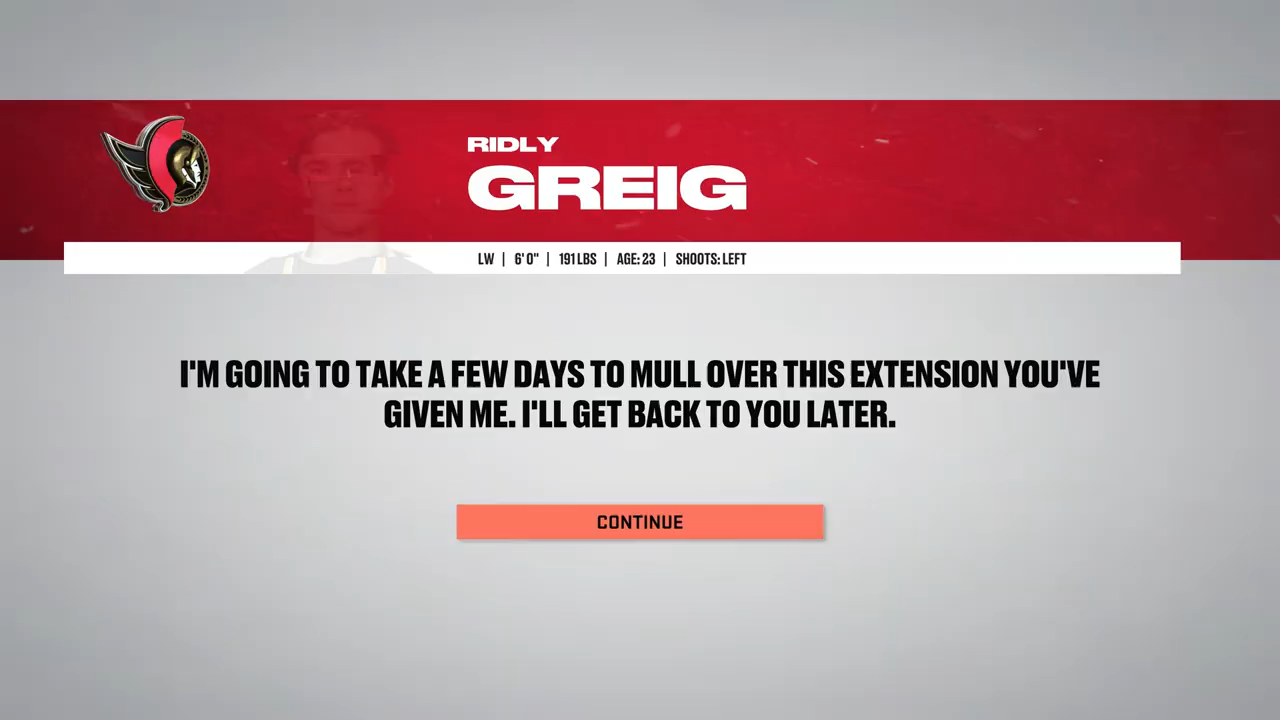 RIDLY
GREIG
LW | 6' 0" | 191 LBS | AGE: 23 | SHOOTS: LEFT
I'M GOING TO TAKE A FEW DAYS TO MULL OVER THIS EXTENSION YOU'VE
GIVEN ME. I'LL GET BACK TO YOU LATER.
CONTINUE